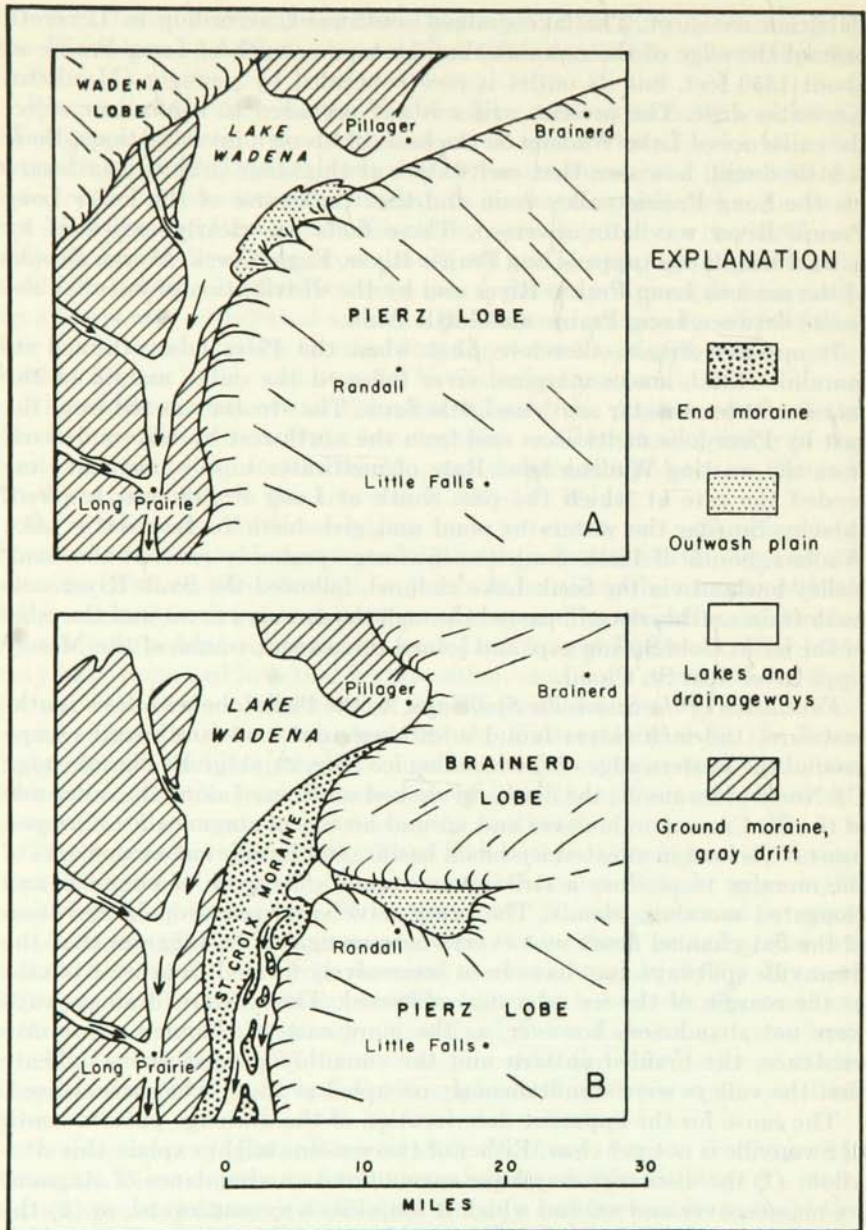 WADENA
LOBE
LAKE
WADENA
Pillager
Brainerd
PIERZ LOBE
Randall
Little Falls
Long Prairie
A
LAKE
WADENA
Pillager
Brainerd
BRAINERD
LOBE
ST. CROIX MORAINE
Randall
PIERZ LOBE
Little Falls
Long Prairie
B
EXPLANATION
End moraine
Outwash plain
Lakes and
drainageways
Ground moraine,
gray drift
0 10 20 30
MILES